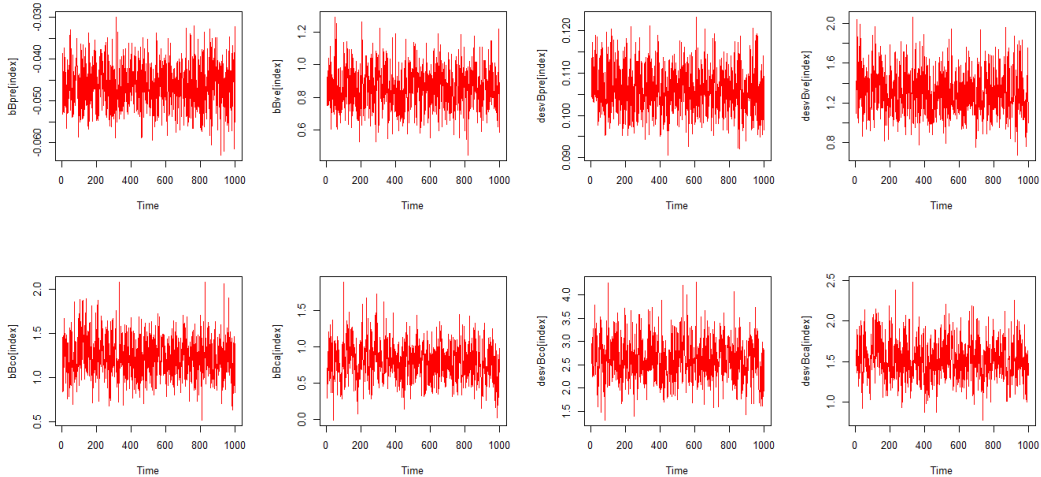 bBpre[index]
-0.060 -0.050 -0.040 -0.030
0 200 400 600 800 1000
Time
bBve[index]
0.6 0.8 1.0 1.2
0 200 400 600 800 1000
Time
desvBpre[index]
0.090 0.100 0.110 0.120
0 200 400 600 800 1000
Time
desvBve[index]
0.8 1.2 1.6 2.0
0 200 400 600 800 1000
Time
bBco[index]
0.5 1.0 1.5 2.0
0 200 400 600 800 1000
Time
bBca[index]
0.0 0.5 1.0 1.5
0 200 400 600 800 1000
Time
desvBco[index]
1.5 2.0 2.5 3.0 3.5 4.0
0 200 400 600 800 1000
Time
desvBca[index]
1.0 1.5 2.0 2.5
0 200 400 600 800 1000
Time